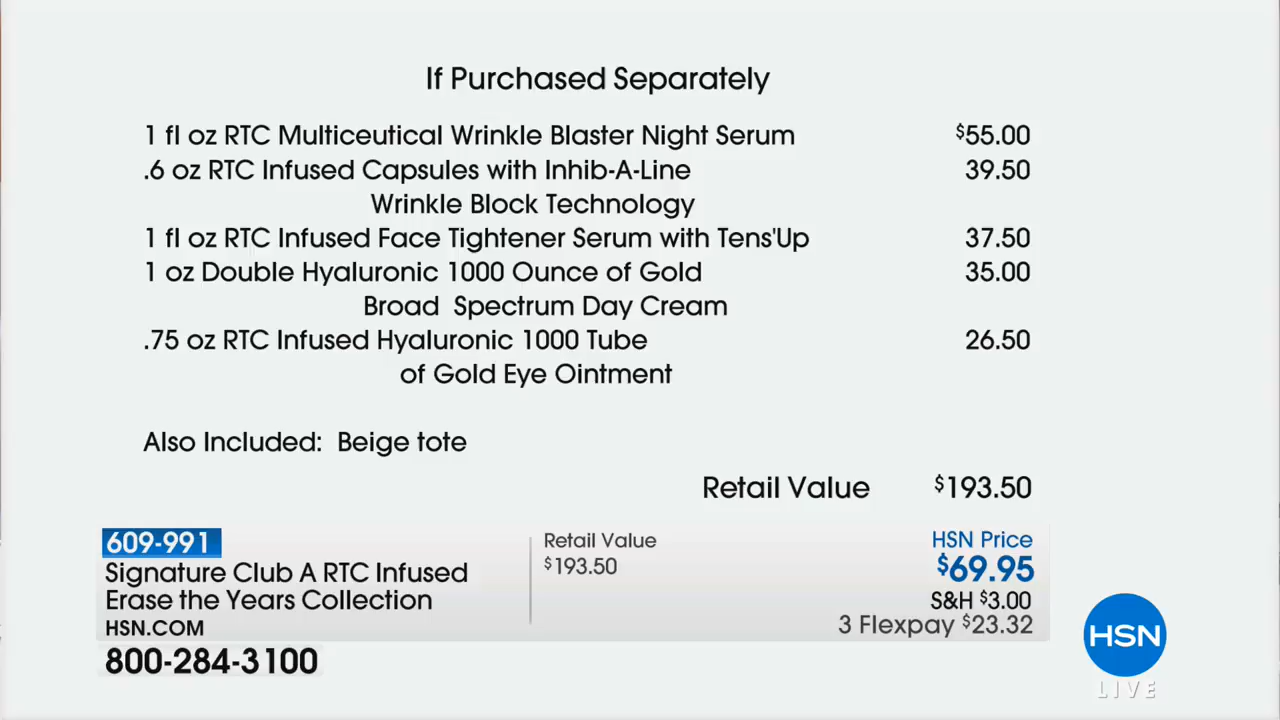 If Purchased Separately
1 fl oz RTC Multiceutical Wrinkle Blaster Night Serum $55.00
.6 oz RTC Infused Capsules with Inhib-A-Line 39.50
Wrinkle Block Technology
1 fl oz RTC Infused Face Tightener Serum with Tens'Up 37.50
1 oz Double Hyaluronic 1000 Ounce of Gold 35.00
Broad Spectrum Day Cream
.75 oz RTC Infused Hyaluronic 1000 Tube 26.50
of Gold Eye Ointment
Also Included: Beige tote
Retail Value $193.50
609-991
Signature Club A RTC Infused
Erase the Years Collection
HSN.COM
800-284-3100
Retail Value
$193.50
HSN Price
$69.95
S&H $3.00
3 Flexpay $23.32
HSN
LIVE